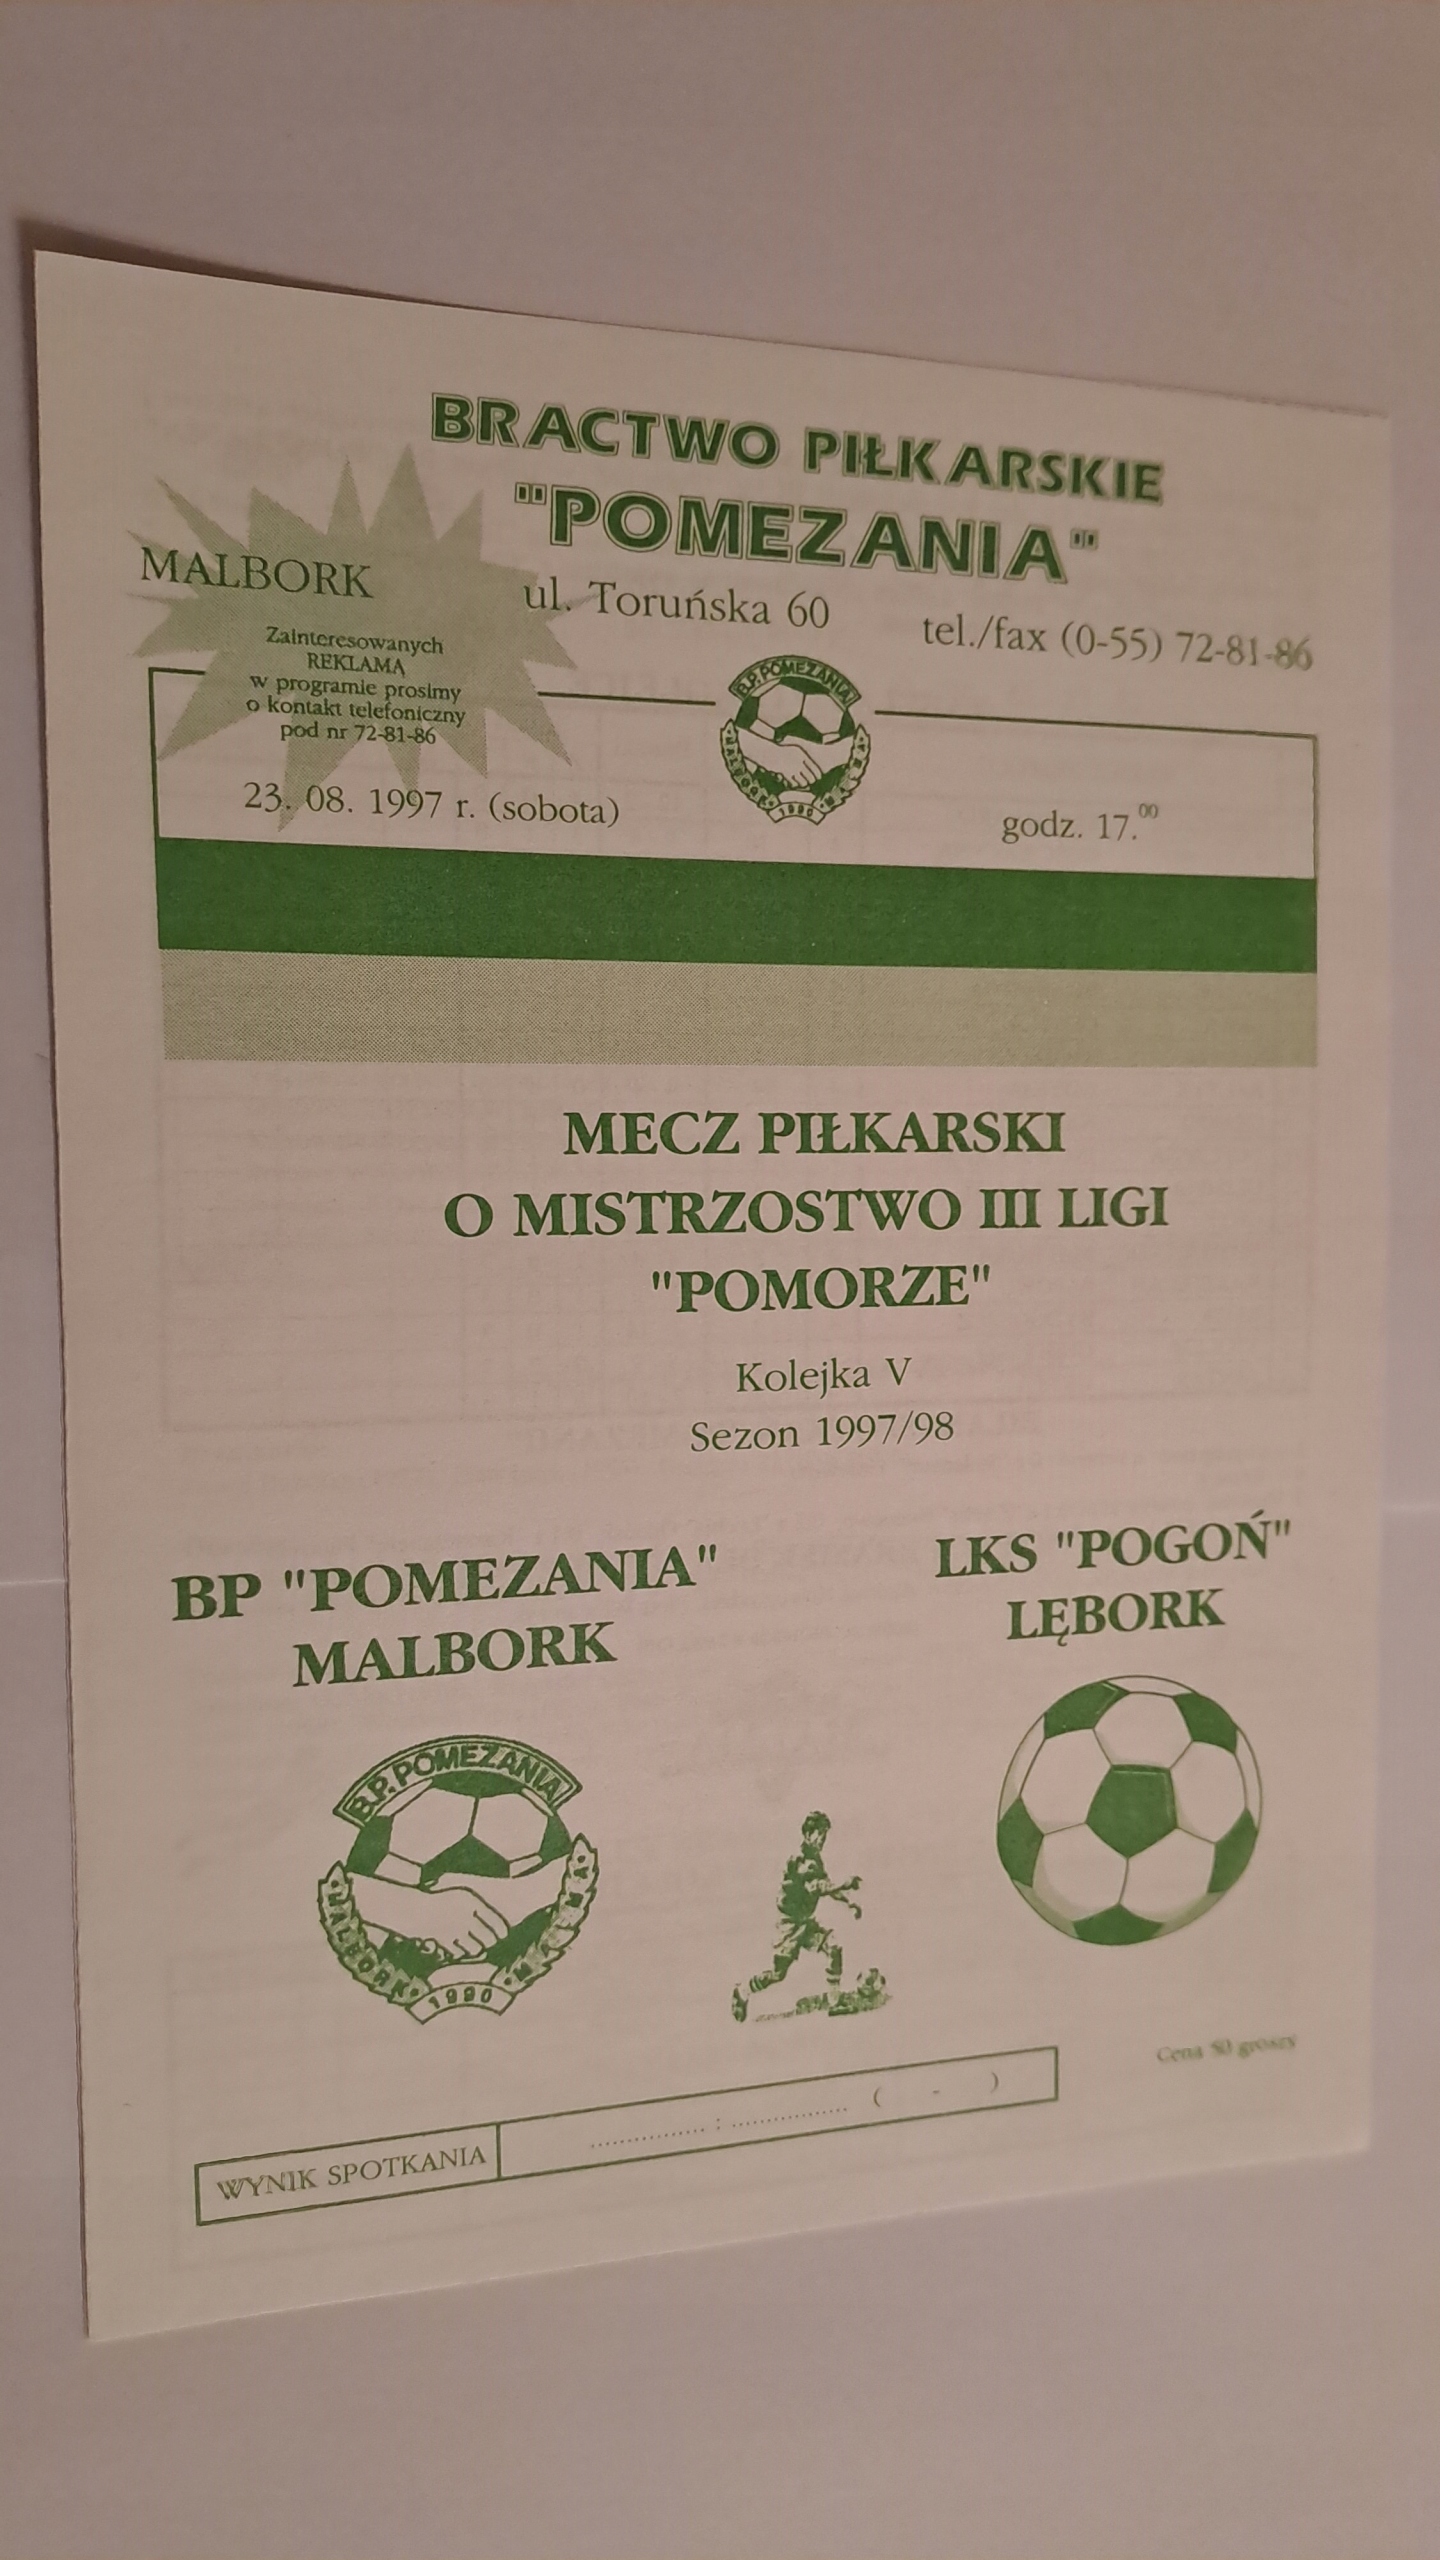 BRACTWO PIŁKARSKIE
"POMEZANIA"
MALBORK ul. Toruńska 60 tel./fax (0-55) 72-81-86
Zainteresowanych
REKLAMĄ
w programie prosimy
o kontakt telefoniczny
pod nr 72-81-86
B.P. POMEZANIA
MALBORK
1990
23. 08. 1997 r. (sobota) godz. 17.00
MECZ PIŁKARSKI
O MISTRZOSTWO III LIGI
"POMORZE"
Kolejka V
Sezon 1997/98
BP "POMEZANIA"
MALBORK
LKS "POGOŃ"
LĘBORK
B.P. POMEZANIA
MALBORK
1990
Cena 50 groszy
WYNIK SPOTKANIA ................ : ................ ( - )